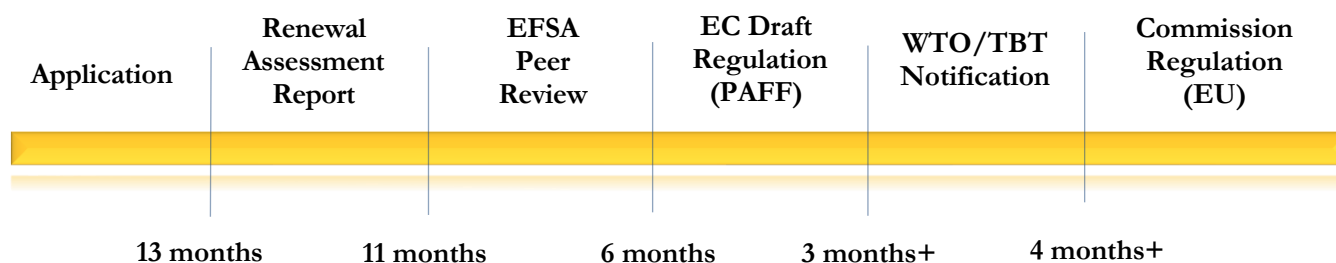 Application
Renewal
Assessment
Report
EFSA
Peer
Review
EC Draft
Regulation
(PAFF)
WTO/TBT
Notification
Commission
Regulation
(EU)
13 months
11 months
6 months
3 months+
4 months+